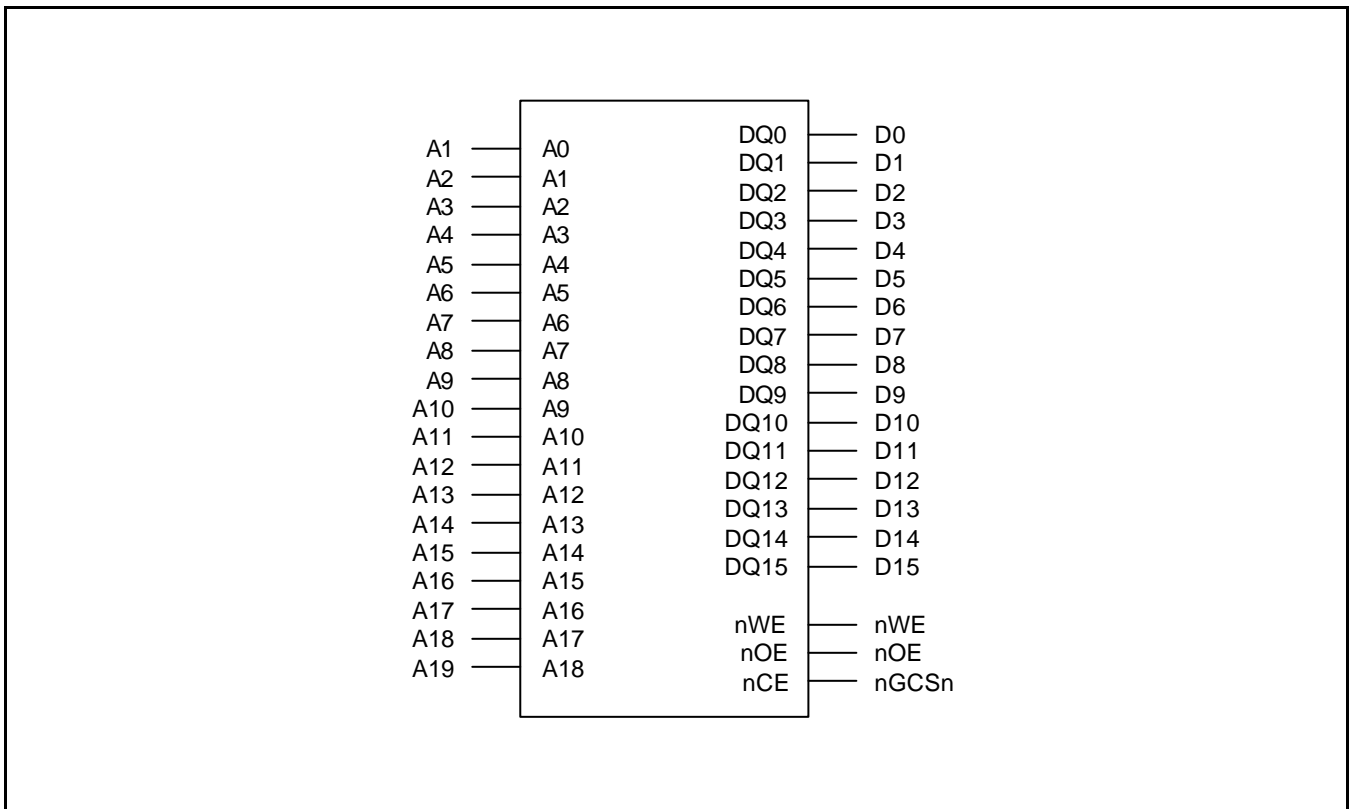 A1 A0 DQ0 D0
A2 A1 DQ1 D1
A3 A2 DQ2 D2
A4 A3 DQ3 D3
A5 A4 DQ4 D4
A6 A5 DQ5 D5
A7 A6 DQ6 D6
A8 A7 DQ7 D7
A9 A8 DQ8 D8
A10 A9 DQ9 D9
A11 A10 DQ10 D10
A12 A11 DQ11 D11
A13 A12 DQ12 D12
A14 A13 DQ13 D13
A15 A14 DQ14 D14
A16 A15 DQ15 D15
A17 A16 nWE nWE
A18 A17 nOE nOE
A19 A18 nCE nGCSn